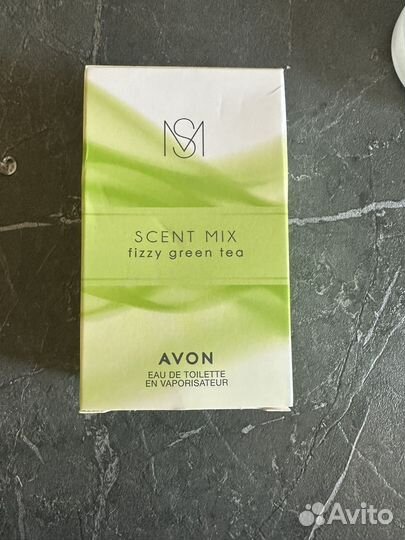 SM
SCENT MIX
fizzy green tea
AVON
EAU DE TOILETTE
EN VAPORISATEUR
Avito